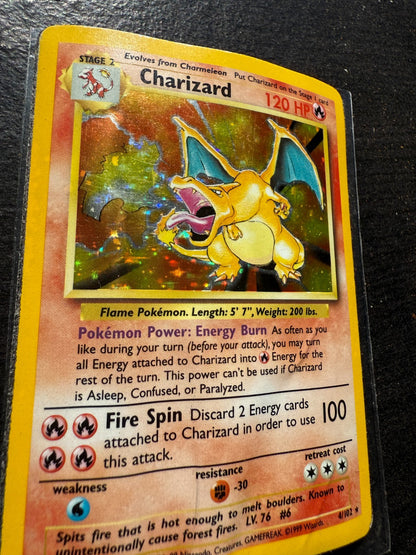 STAGE 2
Evolves from Charmeleon
Put Charizard on the Stage 1 card
Charizard
120 HP
Flame Pokémon. Length: 5' 7", Weight: 200 lbs.
Pokémon Power: Energy Burn As often as you
like during your turn (before your attack), you may turn
all Energy attached to Charizard into Energy for the
rest of the turn. This power can't be used if Charizard
is Asleep, Confused, or Paralyzed.
Fire Spin Discard 2 Energy cards
attached to Charizard in order to use
this attack.
100
weakness
resistance
-30
retreat cost
Spits fire that is hot enough to melt boulders. Known to
unintentionally cause forest fires. LV. 76 #6
4/102
Nintendo, Creatures, GAMEFREAK. ©1999 Wizards